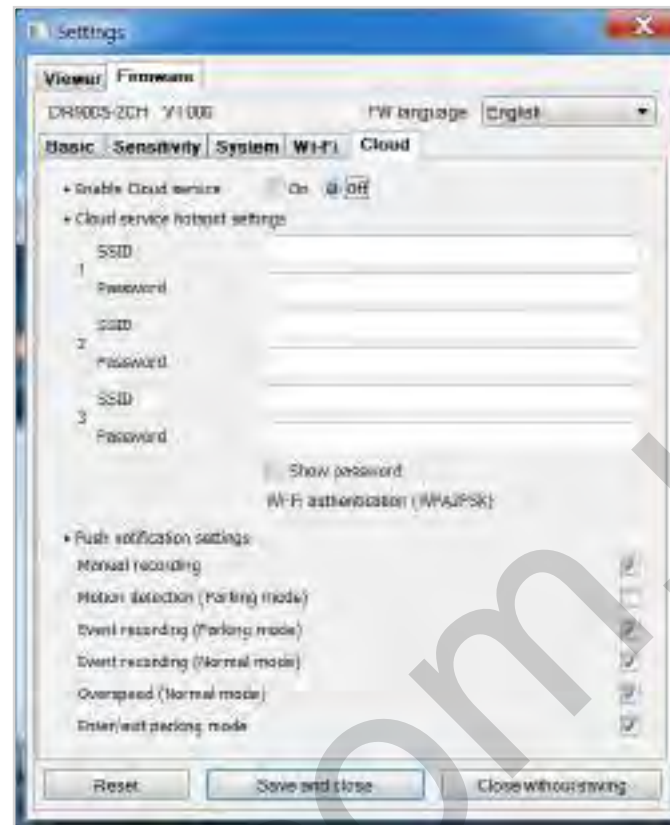 Settings
Viewer Firmware
DR900S-2CH V1.006 FW language English
Basic Sensitivity System Wi-Fi Cloud
Enable Cloud service On Off
Cloud service hotspot settings
SSID
1
Password
SSID
2
Password
SSID
3
Password
Show password
Wi-Fi authentication (WPA2PSK)
Push notification settings
Manual recording
Motion detection (Parking mode)
Event recording (Parking mode)
Event recording (Normal mode)
Overspeed (Normal mode)
Enter/exit parking mode
Reset Save and close Close without saving
om